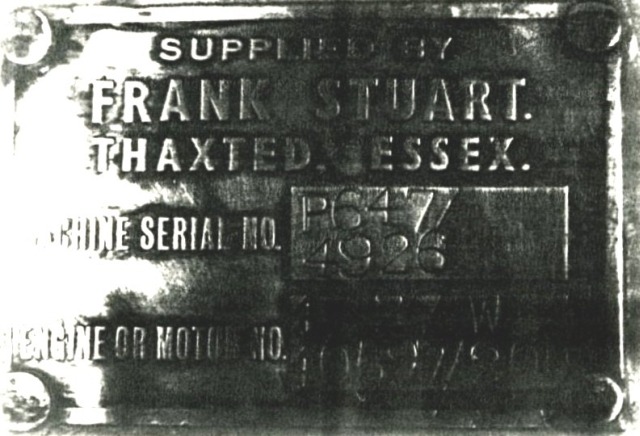 SUPPLIED BY
FRANK STUART.
THAXTED. ESSEX.
MACHINE SERIAL NO. P647/
4926
ENGINE OR MOTOR NO.